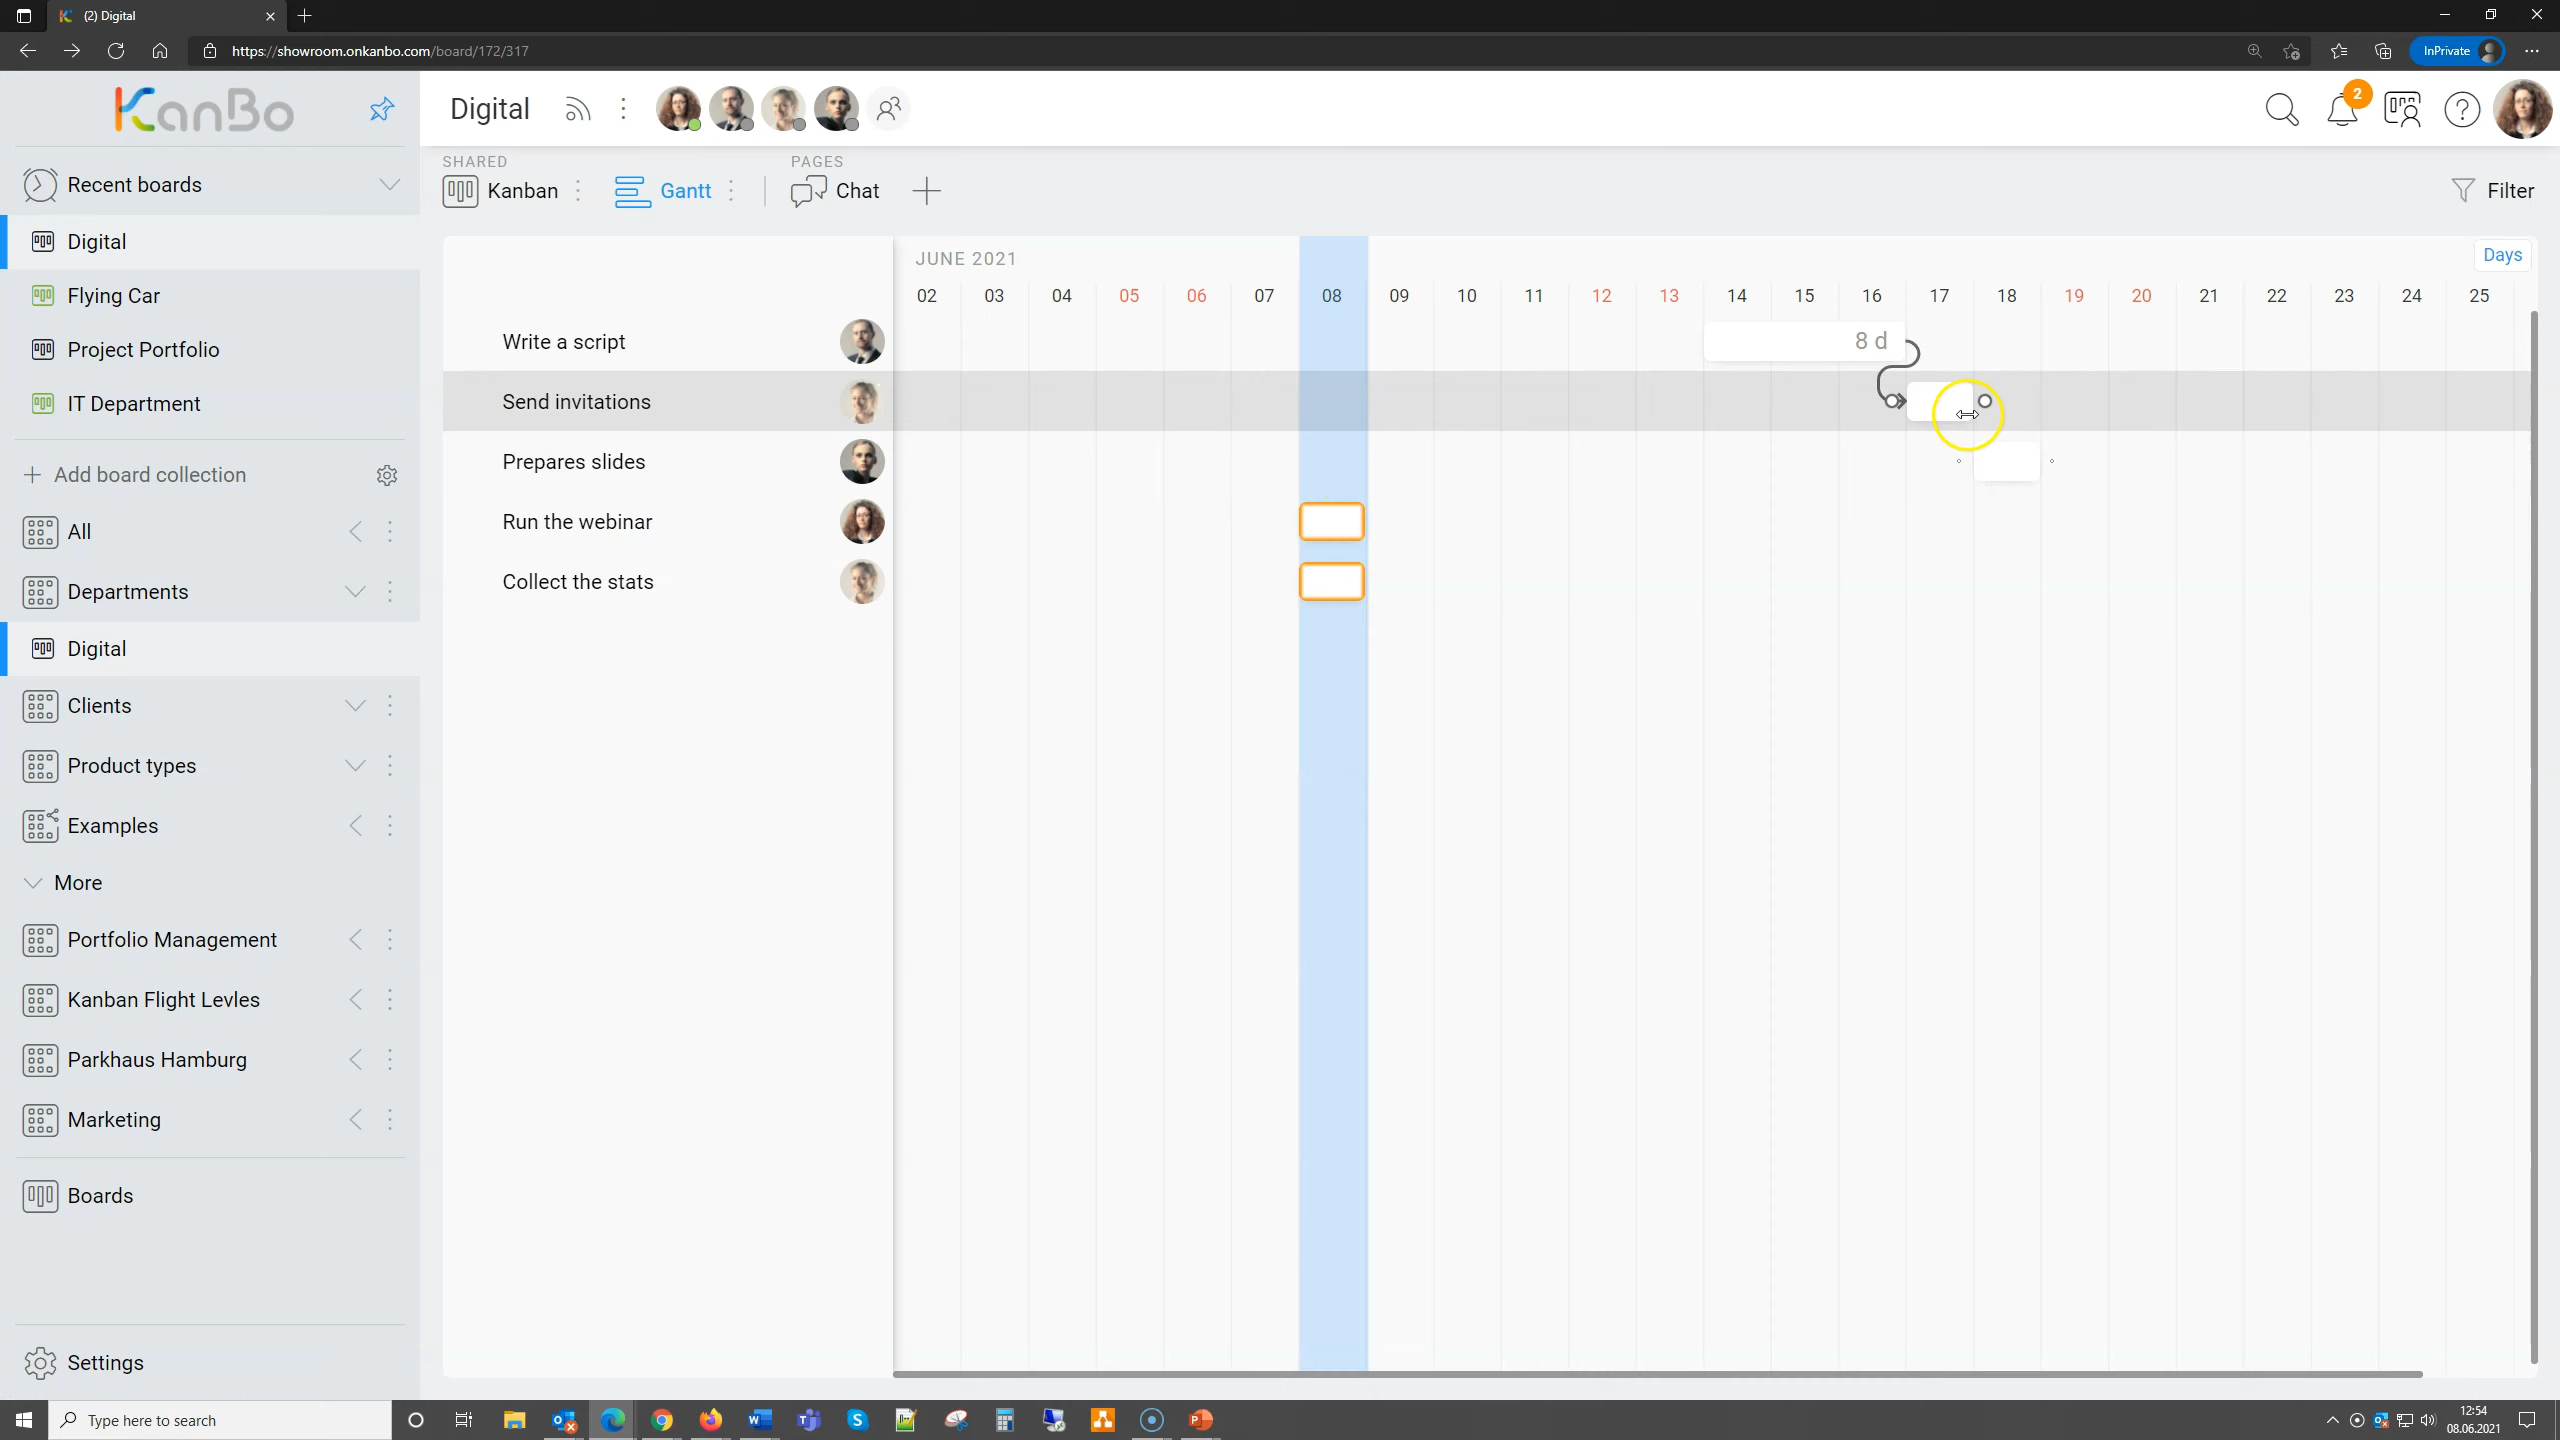 (2) Digital
https://showroom.onkanbo.com/board/172/317
InPrivate
KanBo
Digital
2
Recent boards
SHARED
PAGES
Kanban
Gantt
Chat
Filter
Digital
Flying Car
Project Portfolio
IT Department
Add board collection
All
Departments
Digital
Clients
Product types
Examples
More
Portfolio Management
Kanban Flight Levles
Parkhaus Hamburg
Marketing
Boards
Settings
JUNE 2021
Days
02 03 04 05 06 07 08 09 10 11 12 13 14 15 16 17 18 19 20 21 22 23 24 25
Write a script
8 d
Send invitations
Prepares slides
Run the webinar
Collect the stats
Type here to search
12:54
08.06.2021